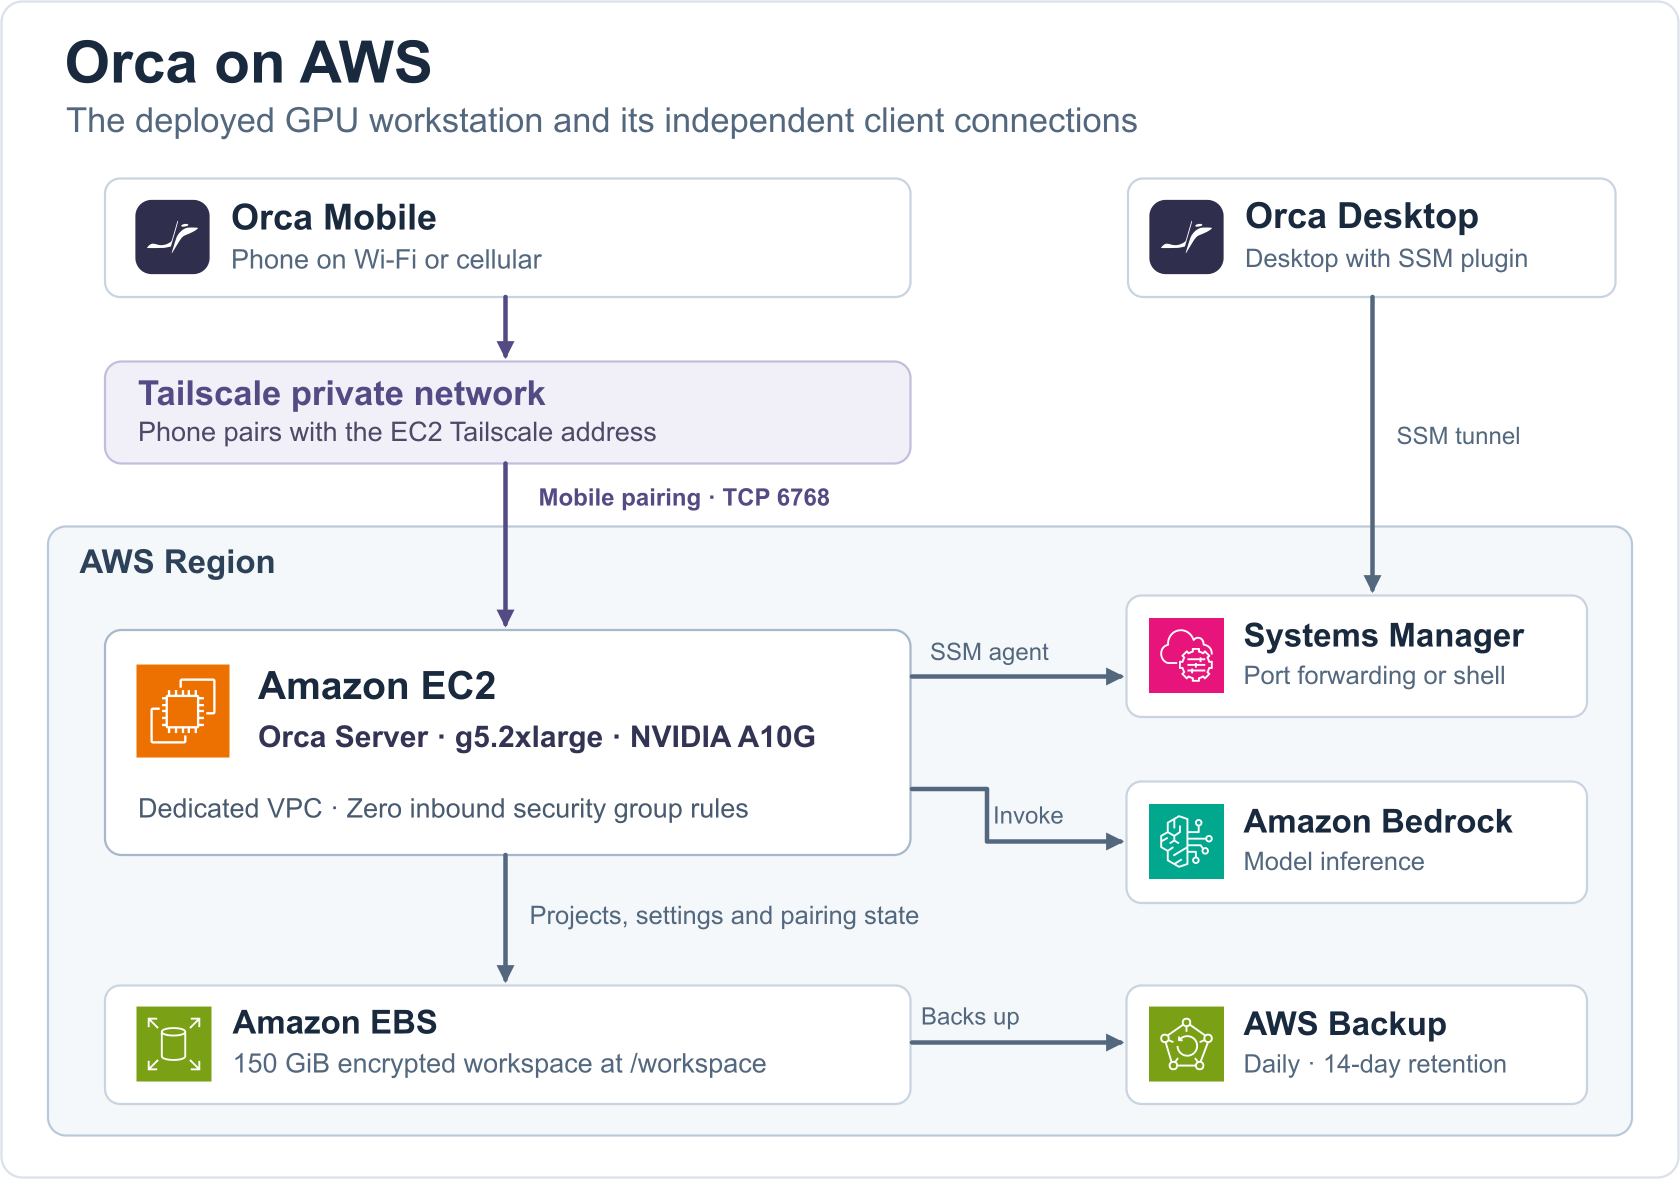 Orca on AWS
The deployed GPU workstation and its independent client connections
Orca Mobile
Phone on Wi-Fi or cellular
Orca Desktop
Desktop with SSM plugin
Tailscale private network
Phone pairs with the EC2 Tailscale address
SSM tunnel
Mobile pairing · TCP 6768
AWS Region
Amazon EC2
Orca Server · g5.2xlarge · NVIDIA A10G
Dedicated VPC · Zero inbound security group rules
SSM agent
Systems Manager
Port forwarding or shell
Invoke
Amazon Bedrock
Model inference
Projects, settings and pairing state
Amazon EBS
150 GiB encrypted workspace at /workspace
Backs up
AWS Backup
Daily · 14-day retention